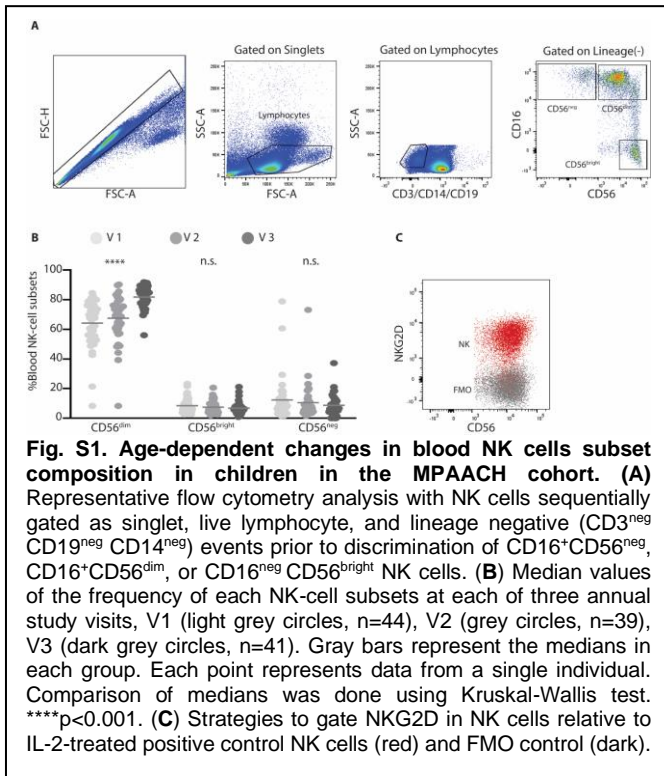 A
Gated on Singlets
Gated on Lymphocytes
Gated on Lineage(-)
FSC-H
FSC-A
SSC-A
Lymphocytes
FSC-A
SSC-A
CD3/CD14/CD19
CD16
CD56neg
CD56dim
CD56bright
CD56
B
V 1
V 2
V 3
****
n.s.
n.s.
%Blood NK-cell subsets
100
80
60
40
20
0
CD56dim
CD56bright
CD56neg
C
NKG2D
NK
FMO
CD56
Fig. S1. Age-dependent changes in blood NK cells subset
composition in children in the MPAACH cohort. (A)
Representative flow cytometry analysis with NK cells sequentially
gated as singlet, live lymphocyte, and lineage negative (CD3neg
CD19neg CD14neg) events prior to discrimination of CD16+CD56neg,
CD16+CD56dim, or CD16neg CD56bright NK cells. (B) Median values
of the frequency of each NK-cell subsets at each of three annual
study visits, V1 (light grey circles, n=44), V2 (grey circles, n=39),
V3 (dark grey circles, n=41). Gray bars represent the medians in
each group. Each point represents data from a single individual.
Comparison of medians was done using Kruskal-Wallis test.
****p<0.001. (C) Strategies to gate NKG2D in NK cells relative to
IL-2-treated positive control NK cells (red) and FMO control (dark).